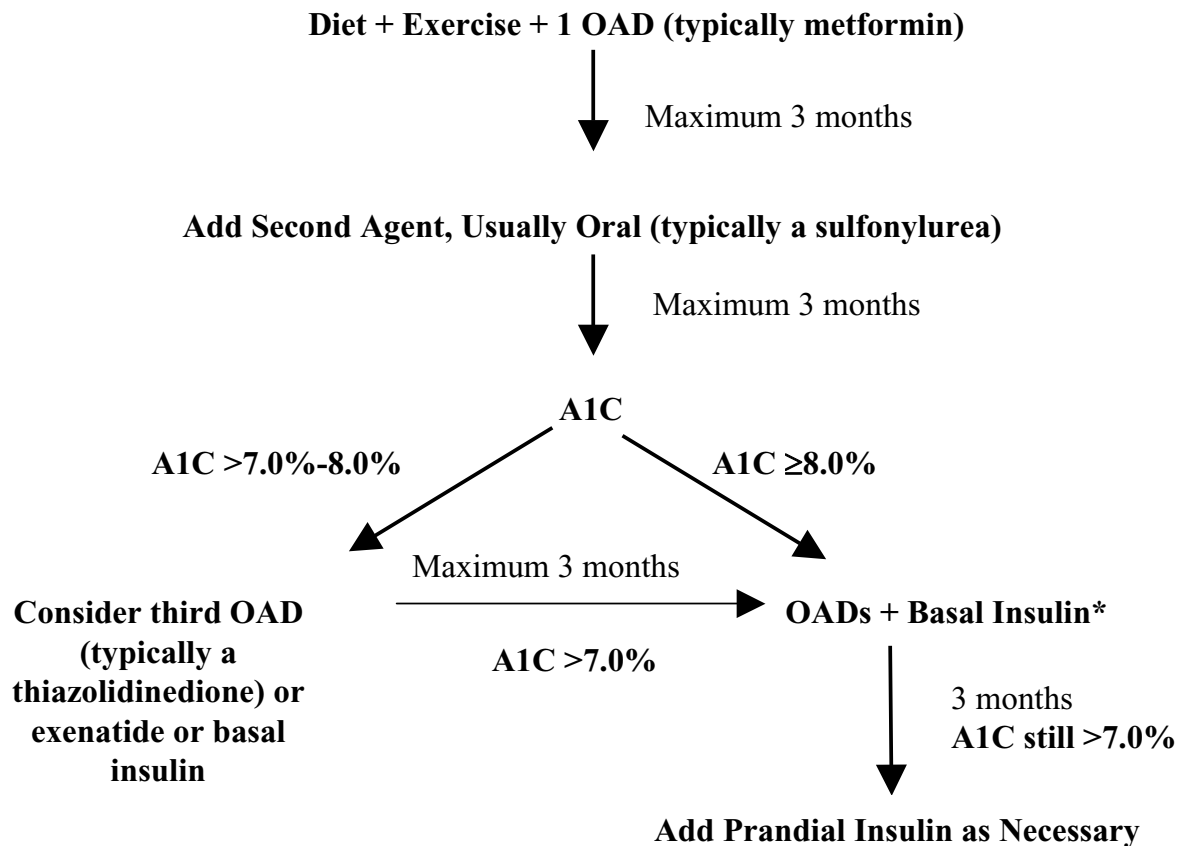 Diet + Exercise + 1 OAD (typically metformin)
Maximum 3 months
Add Second Agent, Usually Oral (typically a sulfonylurea)
Maximum 3 months
A1C
A1C >7.0%-8.0%
A1C ≥8.0%
Maximum 3 months
Consider third OAD
(typically a
thiazolidinedione) or
exenatide or basal
insulin
A1C >7.0%
OADs + Basal Insulin*
3 months
A1C still >7.0%
Add Prandial Insulin as Necessary